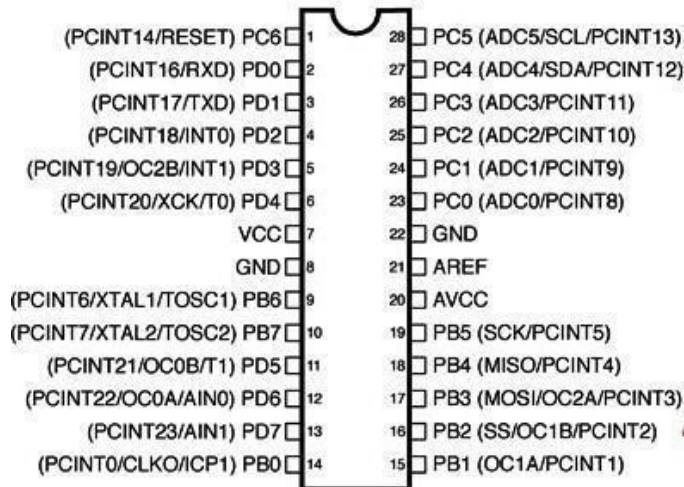 (PCINT14/RESET) PC6 1 28 PC5 (ADC5/SCL/PCINT13)
(PCINT16/RXD) PD0 2 27 PC4 (ADC4/SDA/PCINT12)
(PCINT17/TXD) PD1 3 26 PC3 (ADC3/PCINT11)
(PCINT18/INT0) PD2 4 25 PC2 (ADC2/PCINT10)
(PCINT19/OC2B/INT1) PD3 5 24 PC1 (ADC1/PCINT9)
(PCINT20/XCK/T0) PD4 6 23 PC0 (ADC0/PCINT8)
VCC 7 22 GND
GND 8 21 AREF
(PCINT6/XTAL1/TOSC1) PB6 9 20 AVCC
(PCINT7/XTAL2/TOSC2) PB7 10 19 PB5 (SCK/PCINT5)
(PCINT21/OC0B/T1) PD5 11 18 PB4 (MISO/PCINT4)
(PCINT22/OC0A/AIN0) PD6 12 17 PB3 (MOSI/OC2A/PCINT3)
(PCINT23/AIN1) PD7 13 16 PB2 (SS/OC1B/PCINT2)
(PCINT0/CLKO/ICP1) PB0 14 15 PB1 (OC1A/PCINT1)